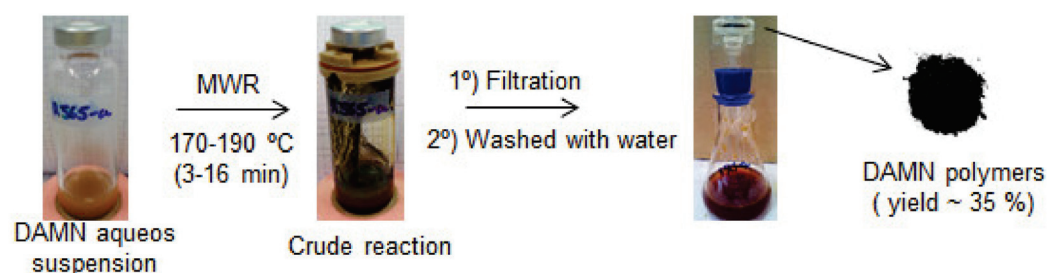 MWR
170-190 ºC
(3-16 min)
1º) Filtration
2º) Washed with water
DAMN aqueos
suspension
Crude reaction
DAMN polymers
( yield ~ 35 %)